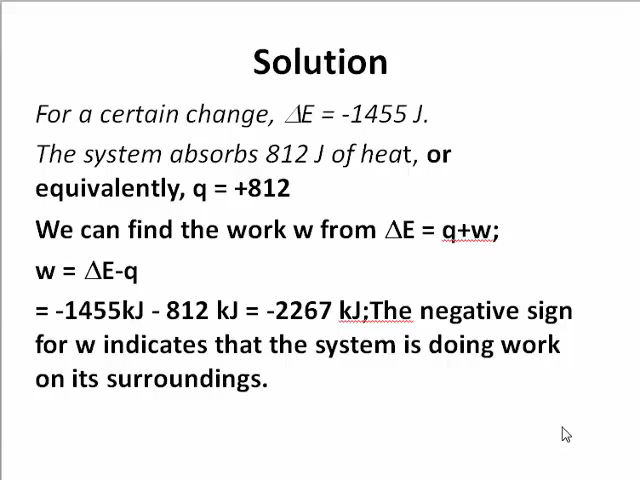 Solution
For a certain change, ΔE = -1455 J.
The system absorbs 812 J of heat, or
equivalently, q = +812
We can find the work w from ΔE = q+w;
w = ΔE-q
= -1455kJ - 812 kJ = -2267 kJ;The negative sign
for w indicates that the system is doing work
on its surroundings.